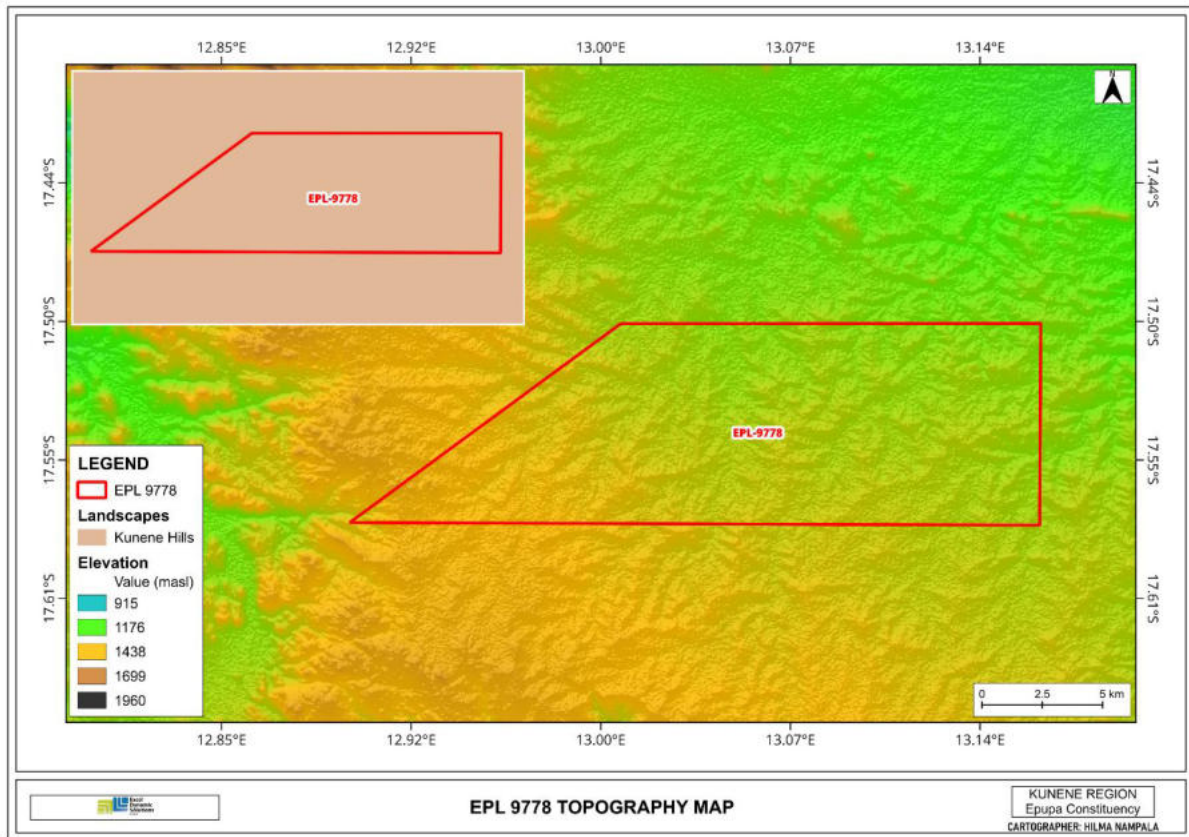 12.85°E 12.92°E 13.00°E 13.07°E 13.14°E
17.44°S
17.44°S
EPL-9778
17.50°S
17.50°S
EPL-9778
17.55°S
17.55°S
LEGEND
EPL 9778
Landscapes
Kunene Hills
Elevation
Value (masl)
915
1176
1438
1699
1960
17.61°S
17.61°S
0 2.5 5 km
12.85°E 12.92°E 13.00°E 13.07°E 13.14°E
Excel
Dynamic
Solutions
EPL 9778 TOPOGRAPHY MAP
KUNENE REGION
Epupa Constituency
CARTOGRAPHER: HILMA NAMPALA